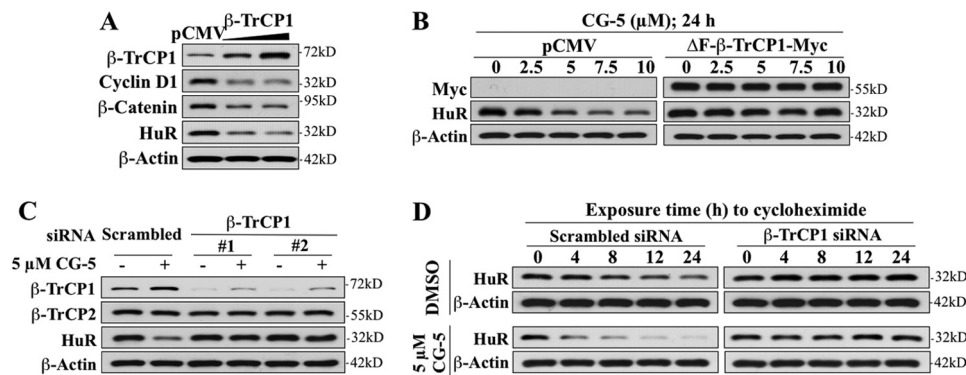 A
β-TrCP1
pCMV
β-TrCP1 -72kD
Cyclin D1 -32kD
β-Catenin -95kD
HuR -32kD
β-Actin -42kD
B
CG-5 (μM); 24 h
pCMV ΔF-β-TrCP1-Myc
0 2.5 5 7.5 10 0 2.5 5 7.5 10
Myc -55kD
HuR -32kD
β-Actin -42kD
C
β-TrCP1
siRNA Scrambled #1 #2
5 μM CG-5 - + - + - +
β-TrCP1 -72kD
β-TrCP2 -55kD
HuR -32kD
β-Actin -42kD
D
Exposure time (h) to cycloheximide
Scrambled siRNA β-TrCP1 siRNA
0 4 8 12 24 0 4 8 12 24
DMSO
HuR -32kD
β-Actin -42kD
5 μM
CG-5
HuR -32kD
β-Actin -42kD